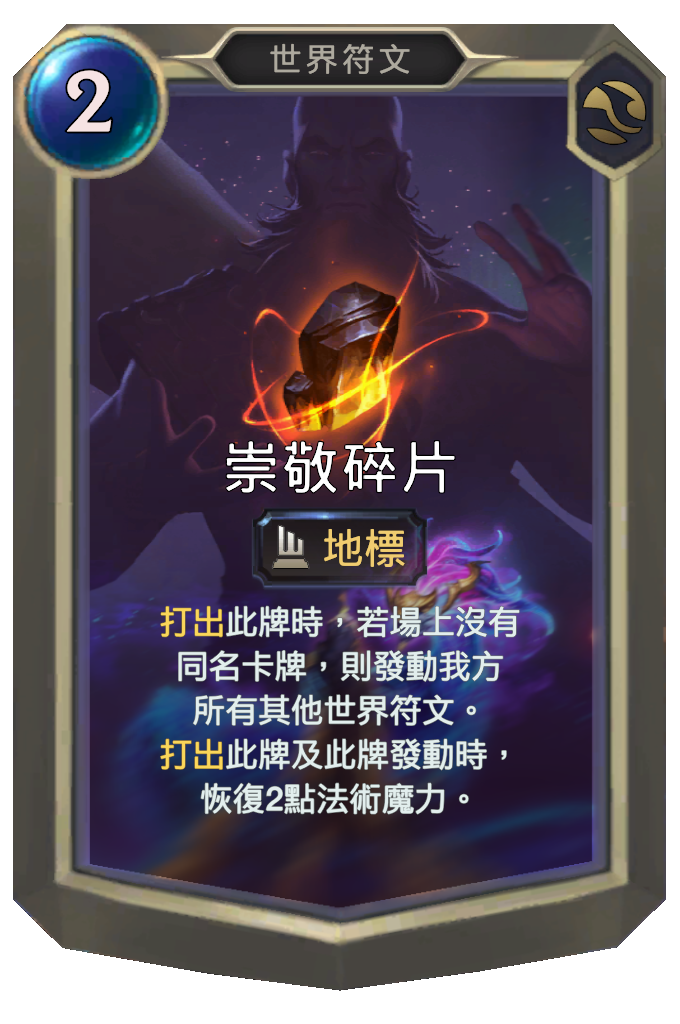 2
世界符文
崇敬碎片
地標
打出此牌時，若場上沒有
同名卡牌，則發動我方
所有其他世界符文。
打出此牌及此牌發動時，
恢復2點法術魔力。